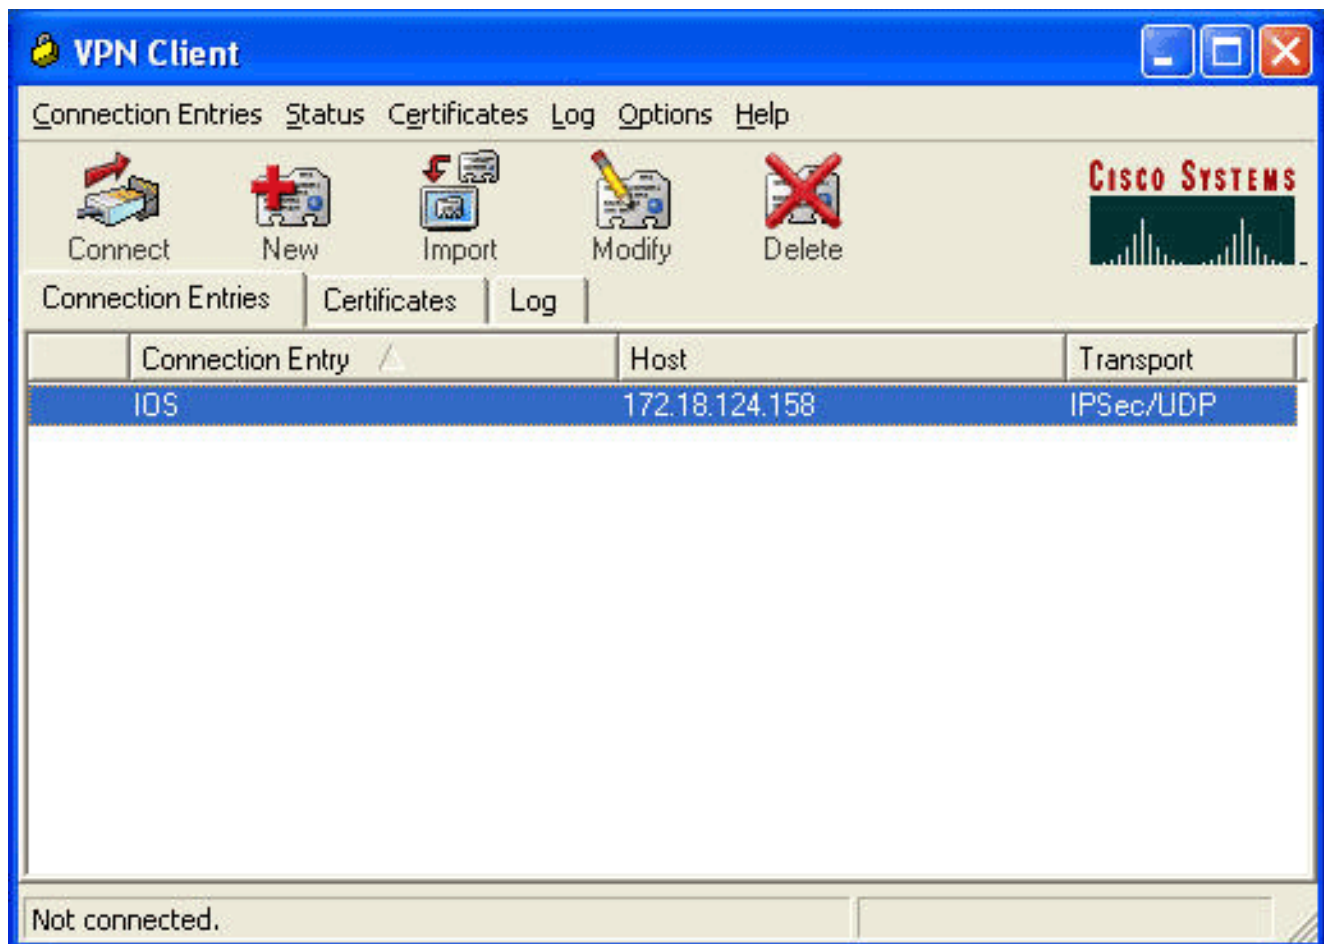 VPN Client
Connection Entries Status Certificates Log Options Help
CISCO SYSTEMS
Connect New Import Modify Delete
Connection Entries Certificates Log
Connection Entry Host Transport
IOS 172.18.124.158 IPSec/UDP
Not connected.